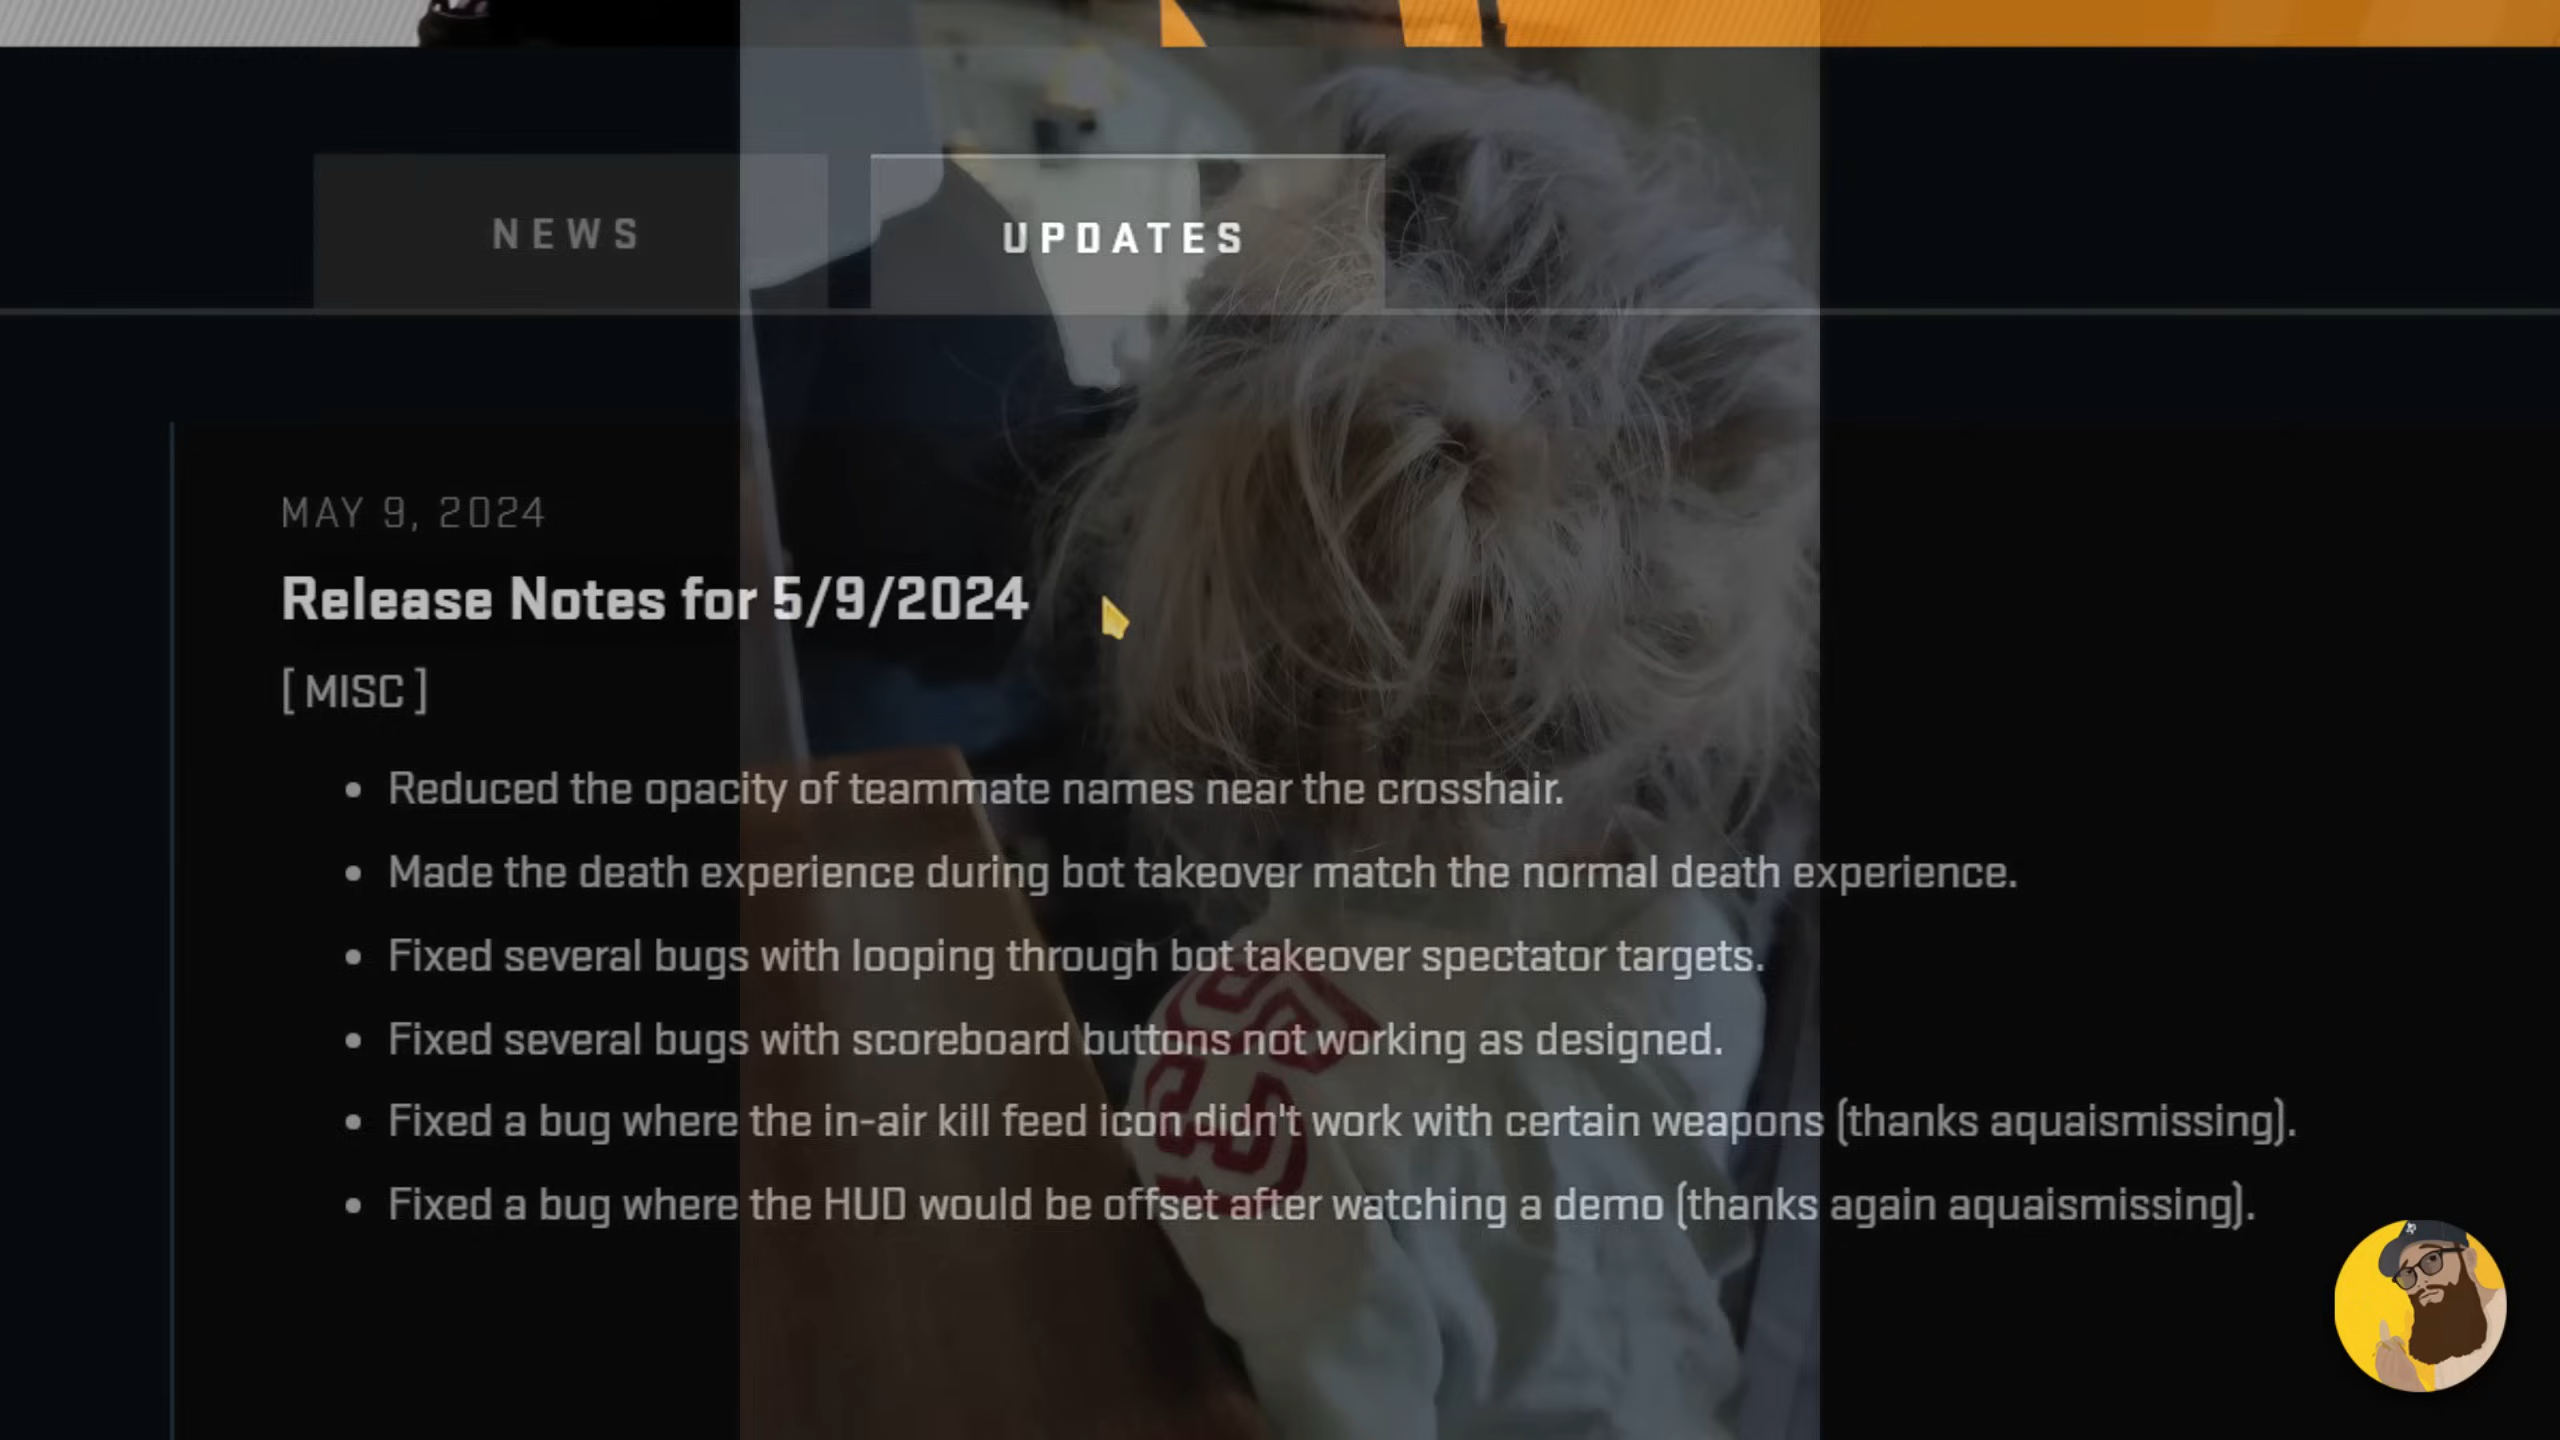 NEWS
UPDATES
MAY 9, 2024
Release Notes for 5/9/2024
[ MISC ]
• Reduced the opacity of teammate names near the crosshair.
• Made the death experience during bot takeover match the normal death experience.
• Fixed several bugs with looping through bot takeover spectator targets.
• Fixed several bugs with scoreboard buttons not working as designed.
• Fixed a bug where the in-air kill feed icon didn't work with certain weapons (thanks aquaismissing).
• Fixed a bug where the HUD would be offset after watching a demo (thanks again aquaismissing).